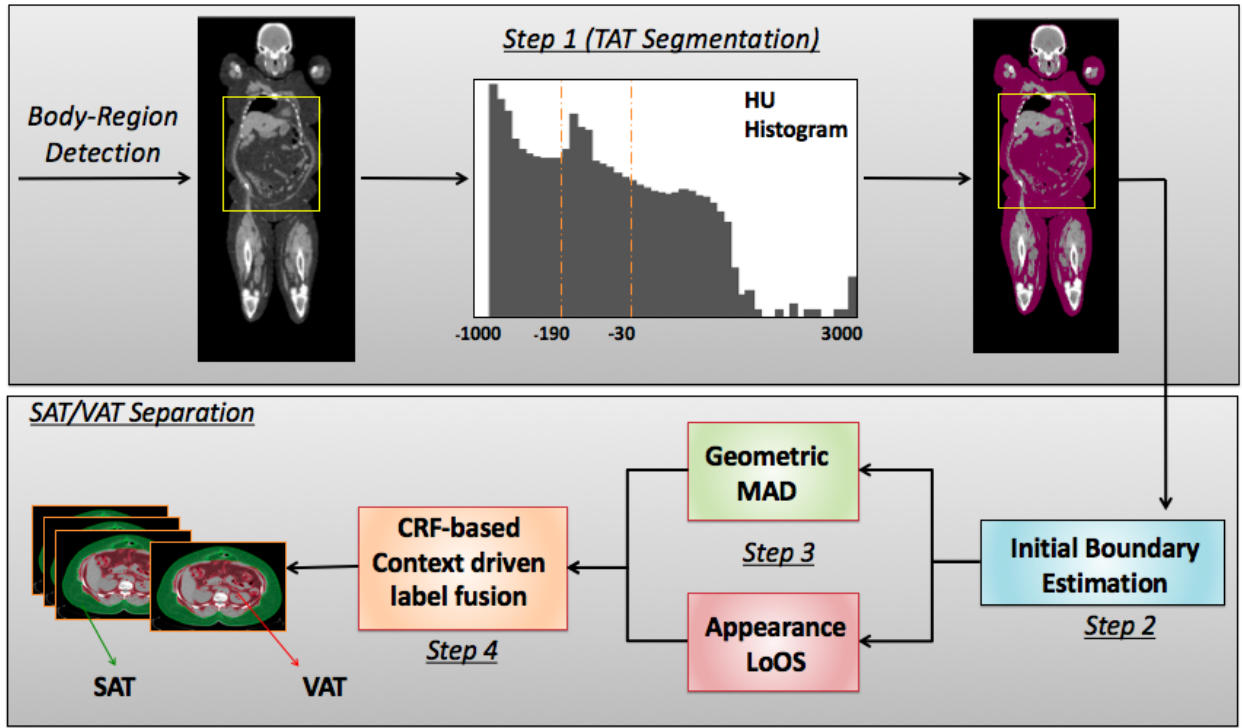 Step 1 (TAT Segmentation)
Body-Region
Detection
HU
Histogram
-1000
-190
-30
3000
SAT/VAT Separation
Geometric
MAD
Step 3
Appearance
LoOS
Initial Boundary
Estimation
Step 2
CRF-based
Context driven
label fusion
Step 4
SAT
VAT